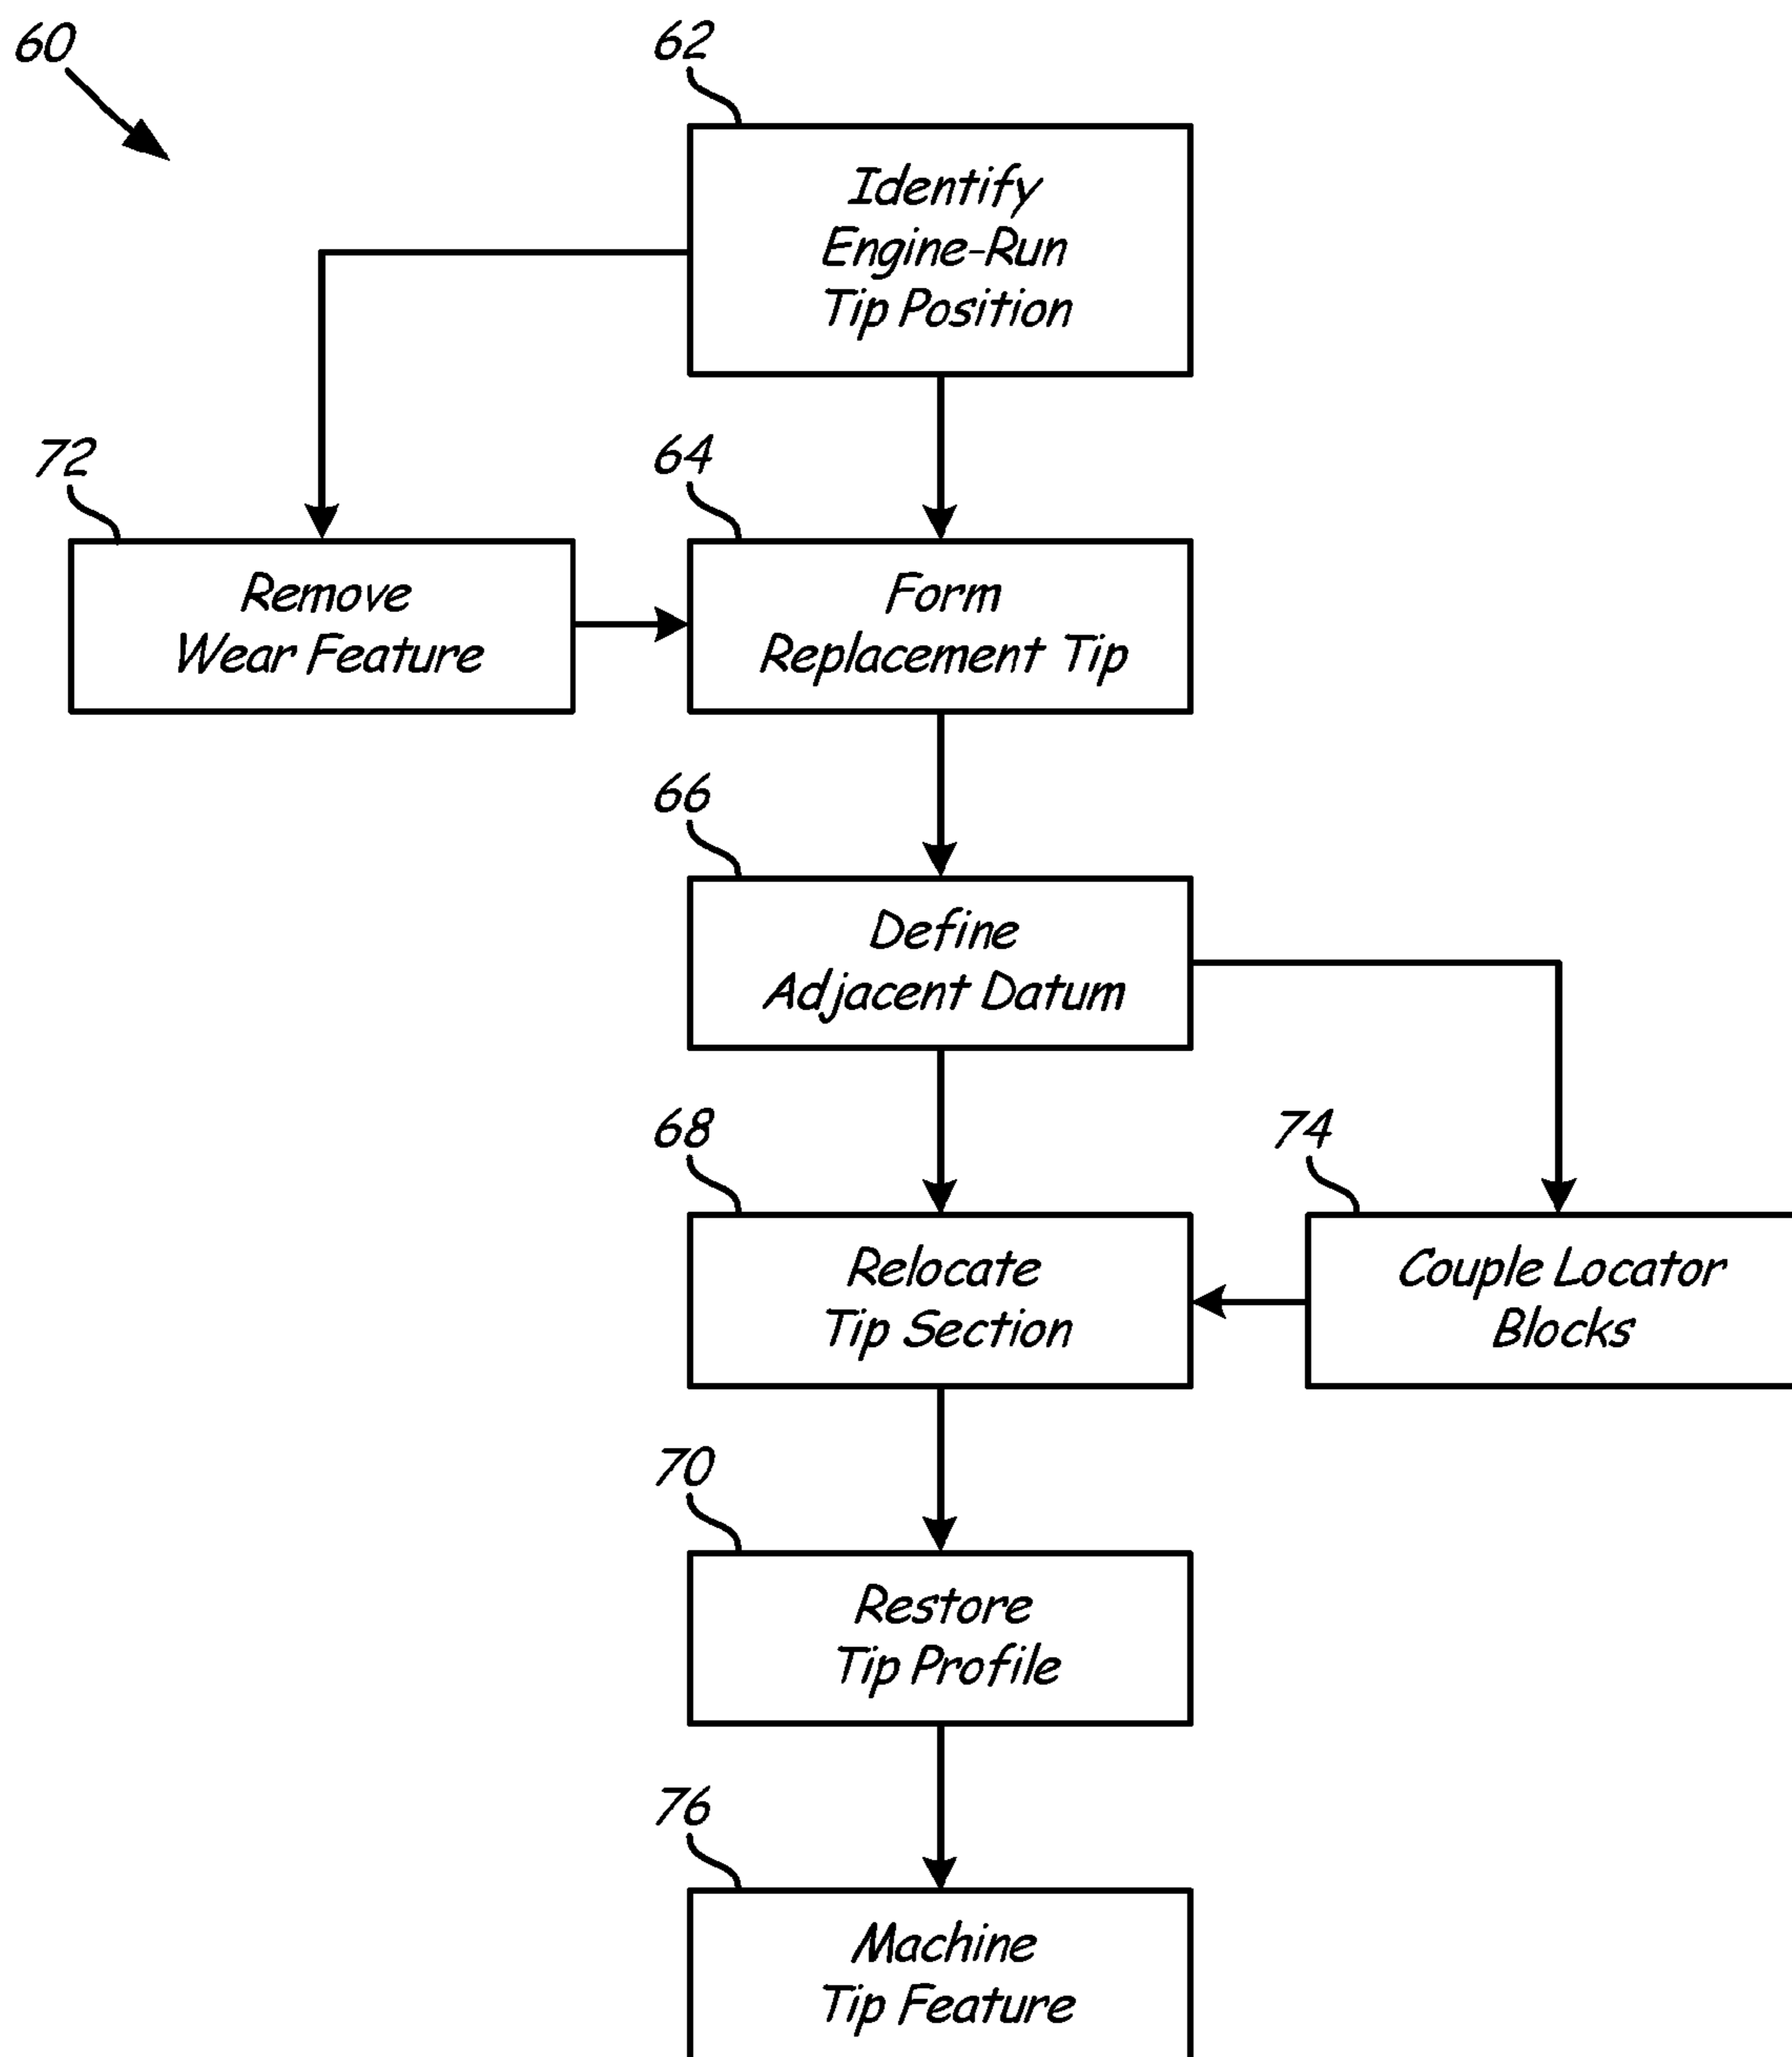 60
62
Identify
Engine-Run
Tip Position
72
64
Remove
Wear Feature
Form
Replacement Tip
66
Define
Adjacent Datum
68
74
Relocate
Tip Section
Couple Locator
Blocks
70
Restore
Tip Profile
76
Machine
Tip Feature